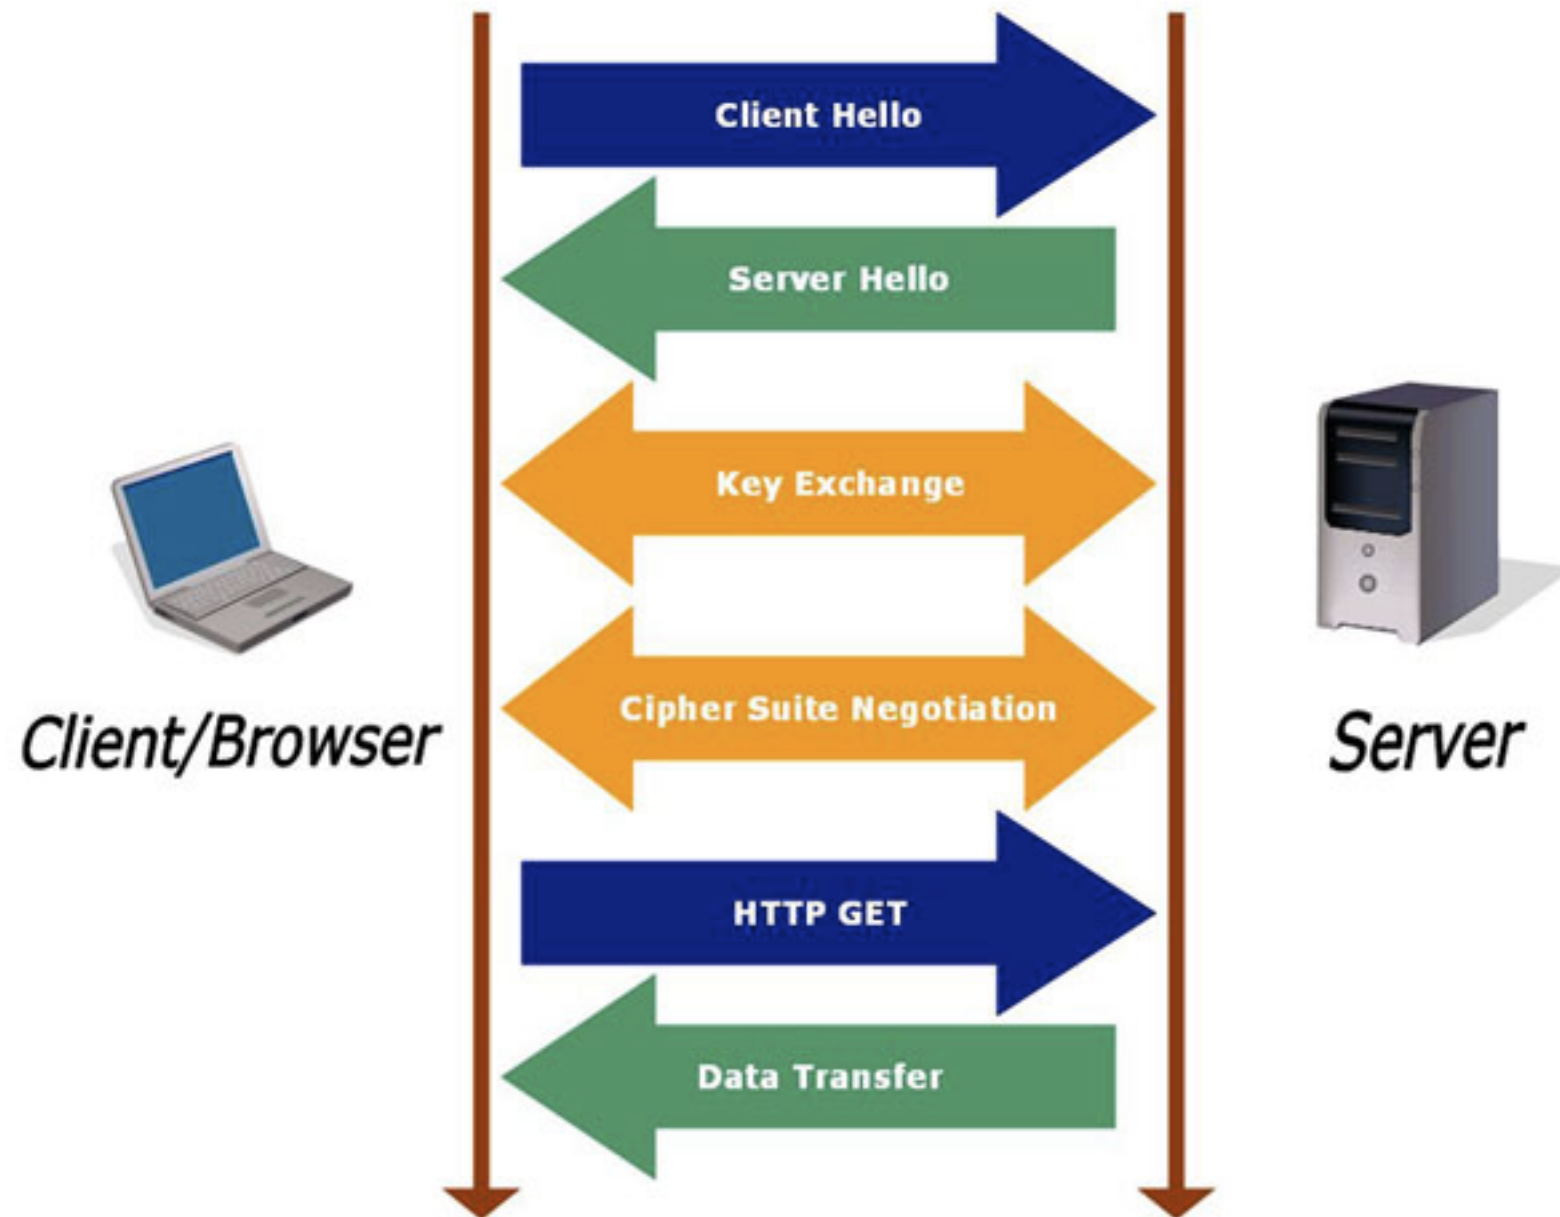 Client Hello
Server Hello
Key Exchange
Cipher Suite Negotiation
Client/Browser
Server
HTTP GET
Data Transfer